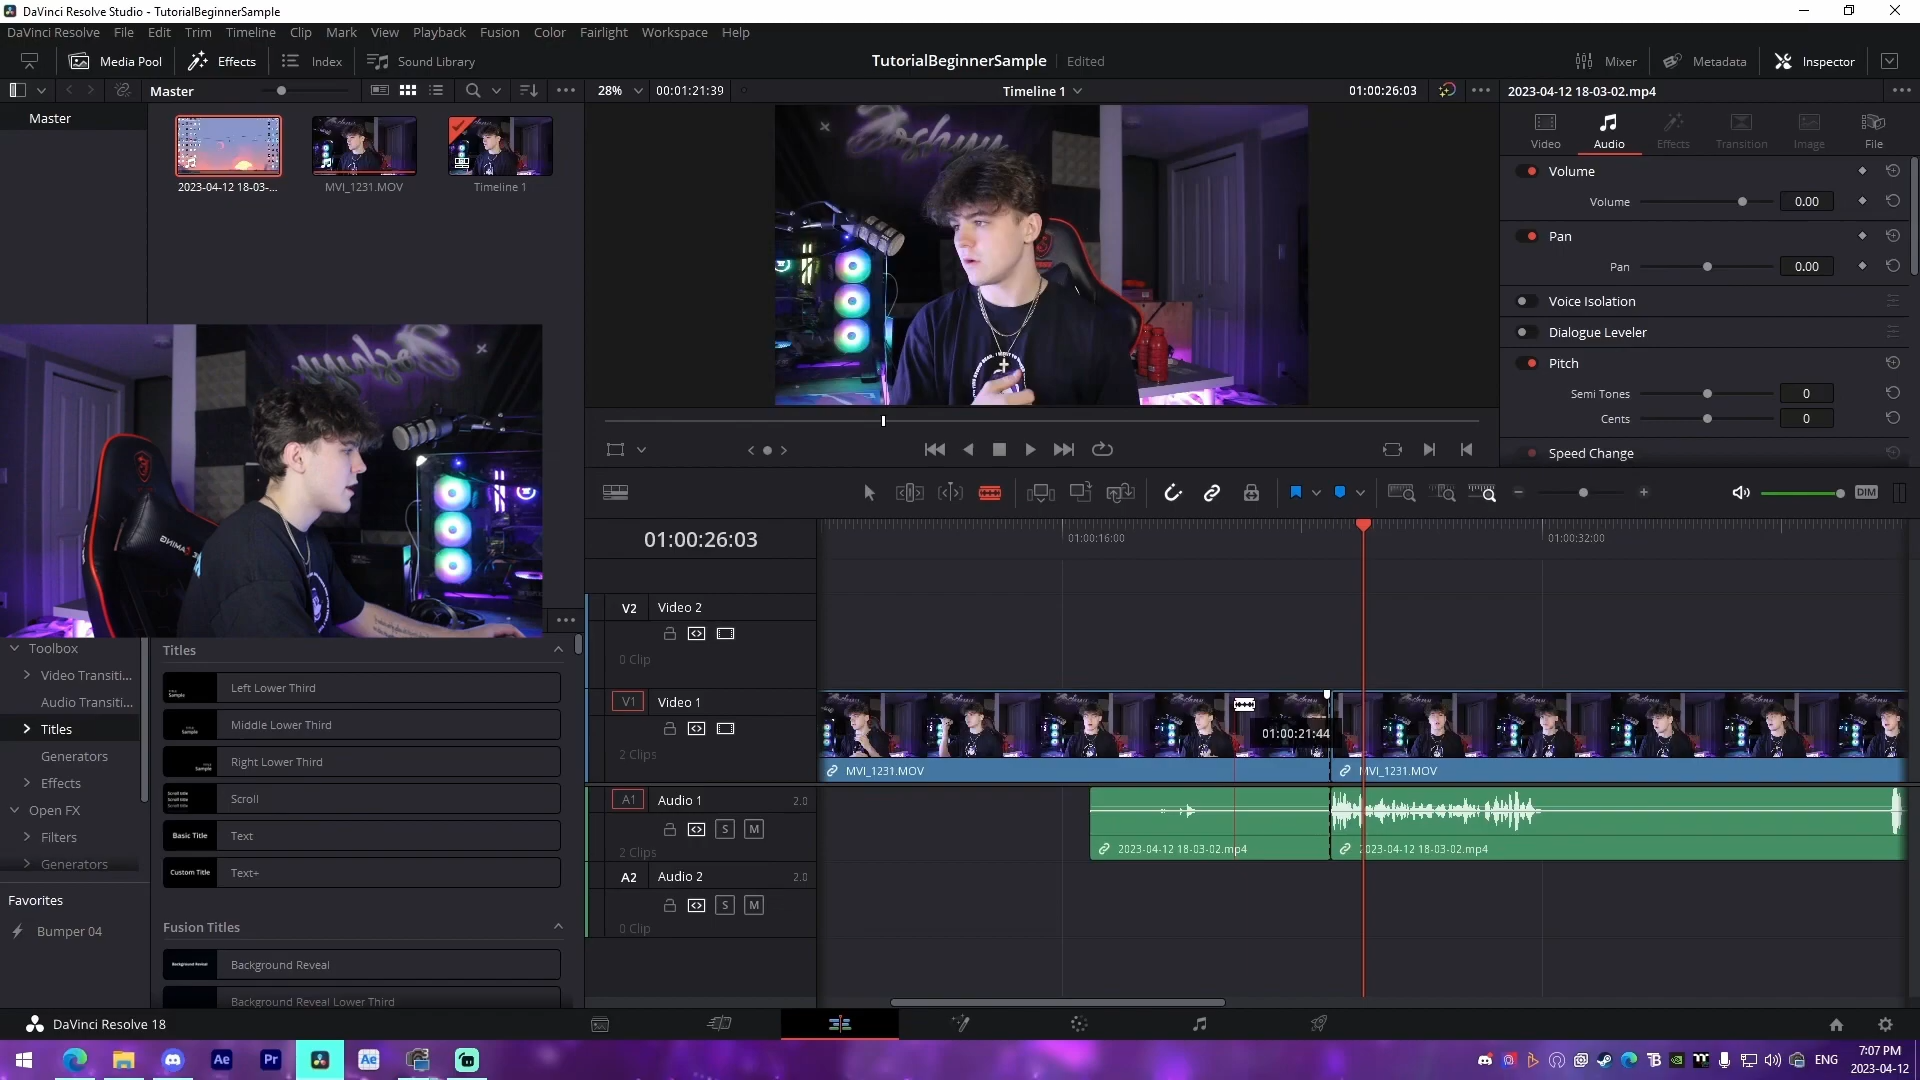 DaVinci Resolve Studio - TutorialBeginnerSample
DaVinci Resolve File Edit Trim Timeline Clip Mark View Playback Fusion Color Fairlight Workspace Help
Media Pool Effects Index Sound Library
TutorialBeginnerSample Edited
Mixer Metadata Inspector
Master
28% 00:01:21:39
Timeline 1
01:00:26:03
2023-04-12 18-03-02.mp4
Master
2023-04-12 18-03-...
MVI_1231.MOV
Timeline 1
Video Audio Effects Transition Image File
Volume
Volume 0.00
Pan
Pan 0.00
Voice Isolation
Dialogue Leveler
Pitch
Semi Tones 0
Cents 0
Speed Change
DIM
01:00:26:03
01:00:16:00
01:00:32:00
V2 Video 2
0 Clip
V1 Video 1
2 Clips
01:00:21:44
MVI_1231.MOV
MVI_1231.MOV
A1 Audio 1 2.0
S M
2 Clips
2023-04-12 18-03-02.mp4
2023-04-12 18-03-02.mp4
A2 Audio 2 2.0
S M
0 Clip
Toolbox
Video Transiti...
Audio Transiti...
Titles
Generators
Effects
Open FX
Filters
Generators
Favorites
Bumper 04
Titles
Left Lower Third
Middle Lower Third
Right Lower Third
Scroll
Basic Title Text
Custom Title Text+
Fusion Titles
Background Reveal
Background Reveal Lower Third
DaVinci Resolve 18
Ae Pr Ae
ENG
7:07 PM
2023-04-12